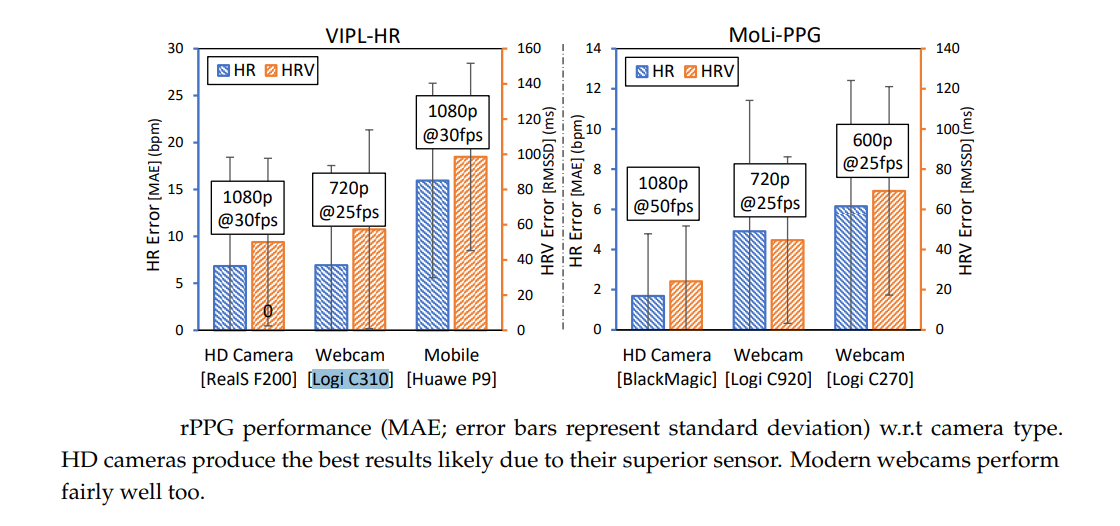 VIPL-HR
MoLi-PPG
HR HRV
HR HRV
HR Error [MAE] (bpm)
30
25
20
15
10
5
0
1080p
@30fps
720p
@25fps
1080p
@30fps
0
160
140
120
100
80
60
40
20
0
HRV Error [RMSSD] (ms)
HD Camera
[RealS F200]
Webcam
[Logi C310]
Mobile
[Huawe P9]
HR Error [MAE] (bpm)
14
12
10
8
6
4
2
0
1080p
@50fps
720p
@25fps
600p
@25fps
140
120
100
80
60
40
20
0
HRV Error [RMSSD] (ms)
HD Camera
[BlackMagic]
Webcam
[Logi C920]
Webcam
[Logi C270]
rPPG performance (MAE; error bars represent standard deviation) w.r.t camera type.
HD cameras produce the best results likely due to their superior sensor. Modern webcams perform
fairly well too.